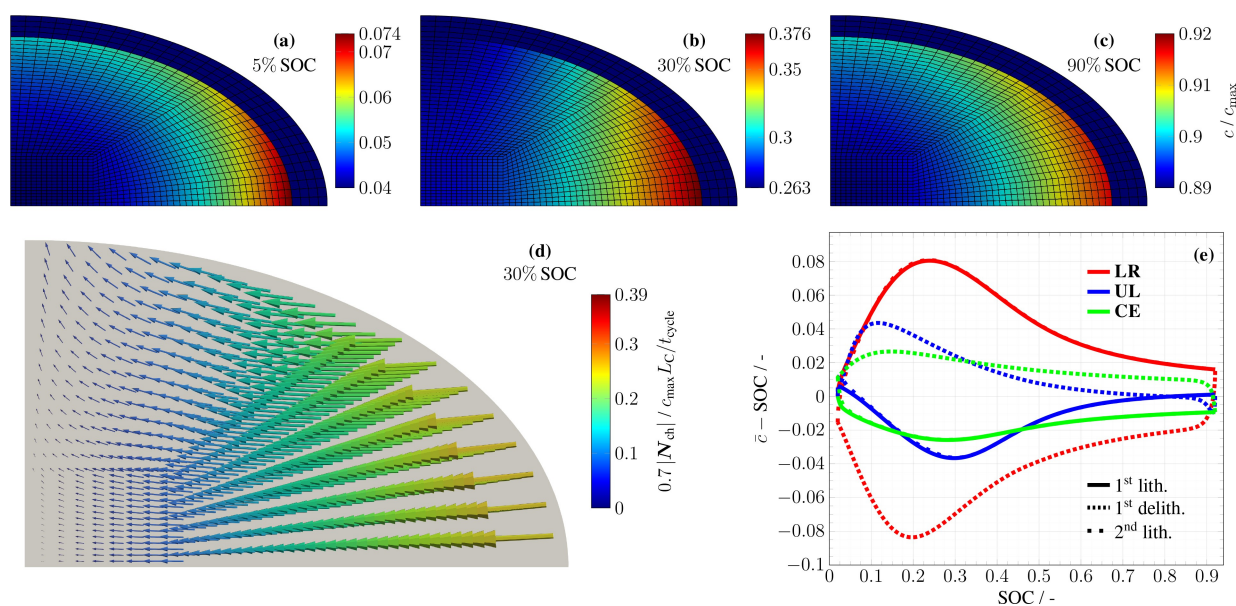 (a)
5% SOC
0.074
0.07
0.06
0.05
0.04
(b)
30% SOC
0.376
0.35
0.3
0.263
(c)
90% SOC
0.92
0.91
0.9
0.89
c / c_max
(d)
30% SOC
0.39
0.3
0.2
0.1
0
0.7 |N_ch| / c_max L_c/t_cycle
(e)
LR
UL
CE
1st lith.
1st delith.
2nd lith.
0.08
0.06
0.04
0.02
0
−0.02
−0.04
−0.06
−0.08
−0.1
c̅ − SOC / -
0 0.1 0.2 0.3 0.4 0.5 0.6 0.7 0.8 0.9
SOC / -